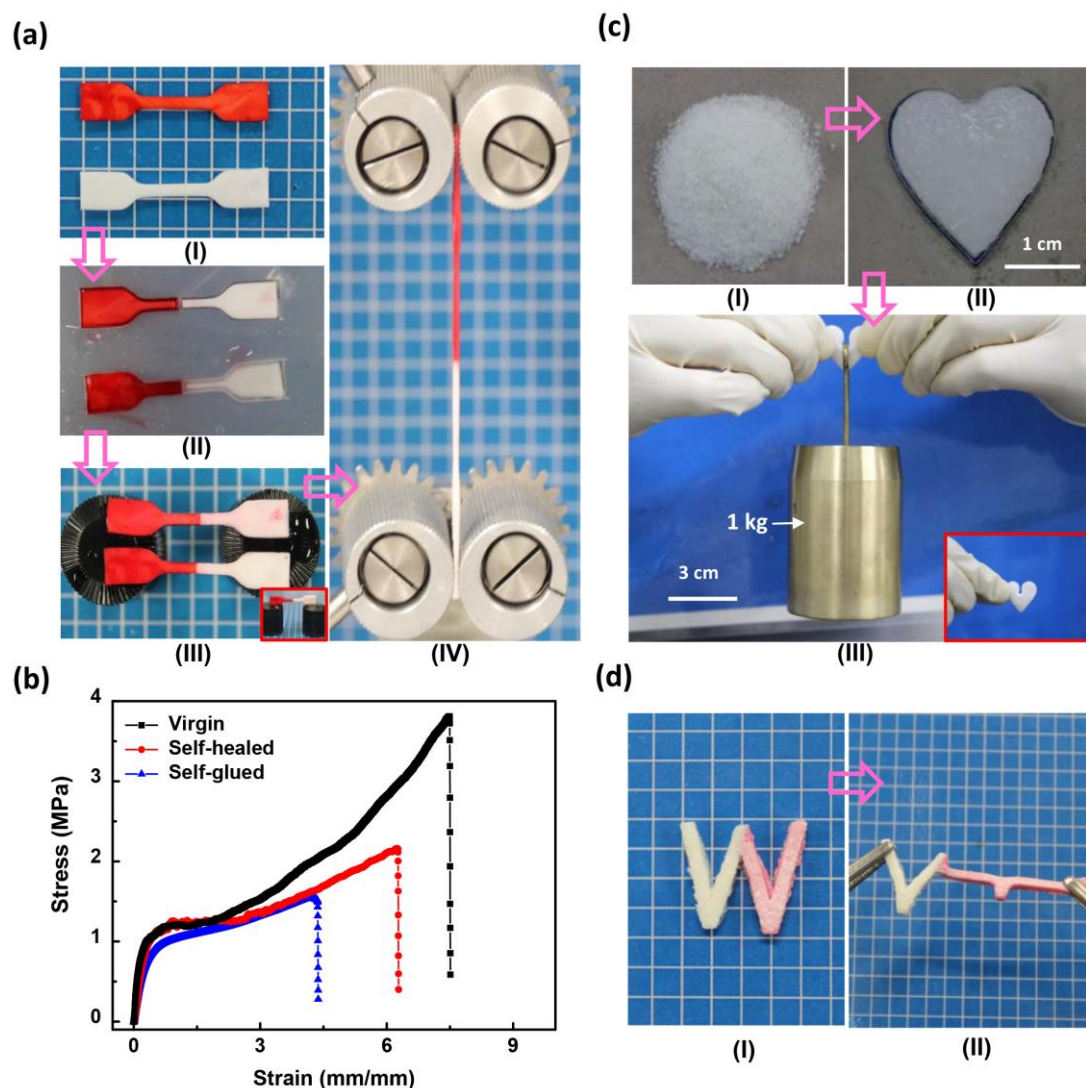 (a)
(I)
(II)
(III)
(IV)
(b)
4
3
2
1
0
Stress (MPa)
Virgin
Self-healed
Self-glued
0
3
6
9
Strain (mm/mm)
(c)
(I)
1 cm
(II)
1 kg
3 cm
(III)
(d)
(I)
(II)